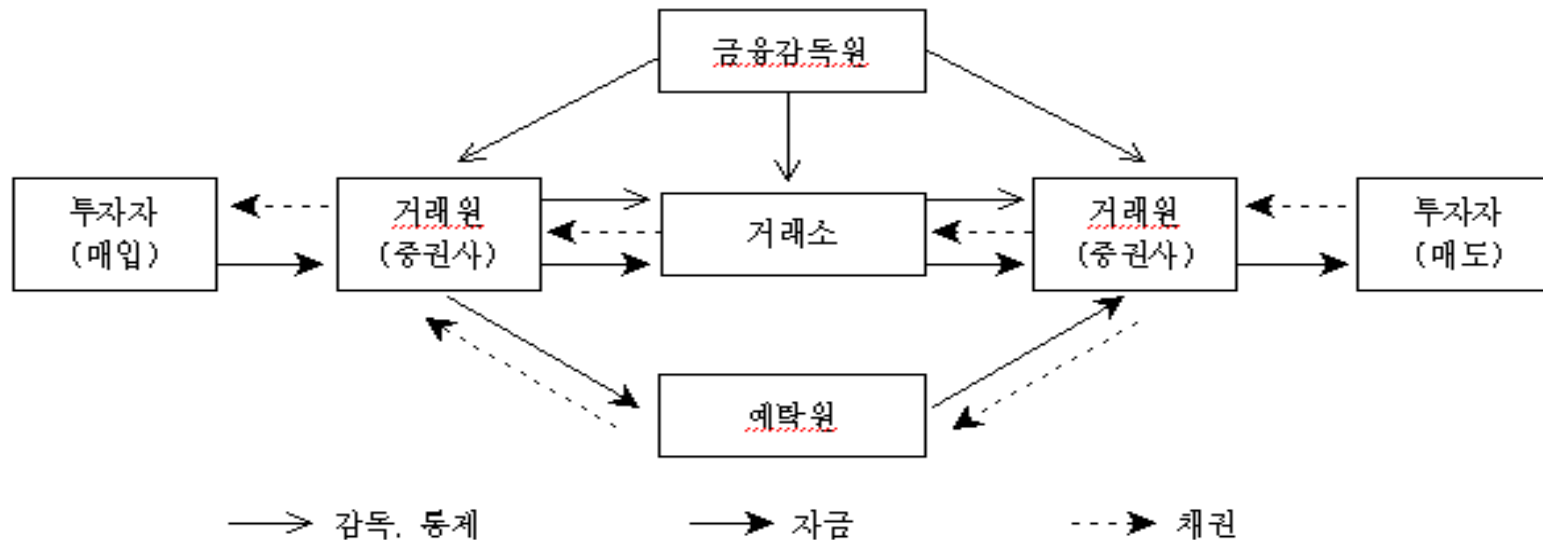 금융감독원
투자자
(매입)
거래원
(증권사)
거래소
거래원
(증권사)
투자자
(매도)
예탁원
감독. 통제
자금
채권